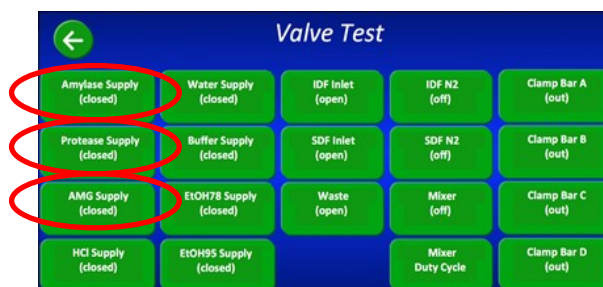 Valve Test
Amylase Supply
(closed)
Water Supply
(closed)
IDF Inlet
(open)
IDF N2
(off)
Clamp Bar A
(out)
Protease Supply
(closed)
Buffer Supply
(closed)
SDF Inlet
(open)
SDF N2
(off)
Clamp Bar B
(out)
AMG Supply
(closed)
EtOH78 Supply
(closed)
Waste
(open)
Mixer
(off)
Clamp Bar C
(out)
HCl Supply
(closed)
EtOH95 Supply
(closed)
Mixer
Duty Cycle
Clamp Bar D
(out)